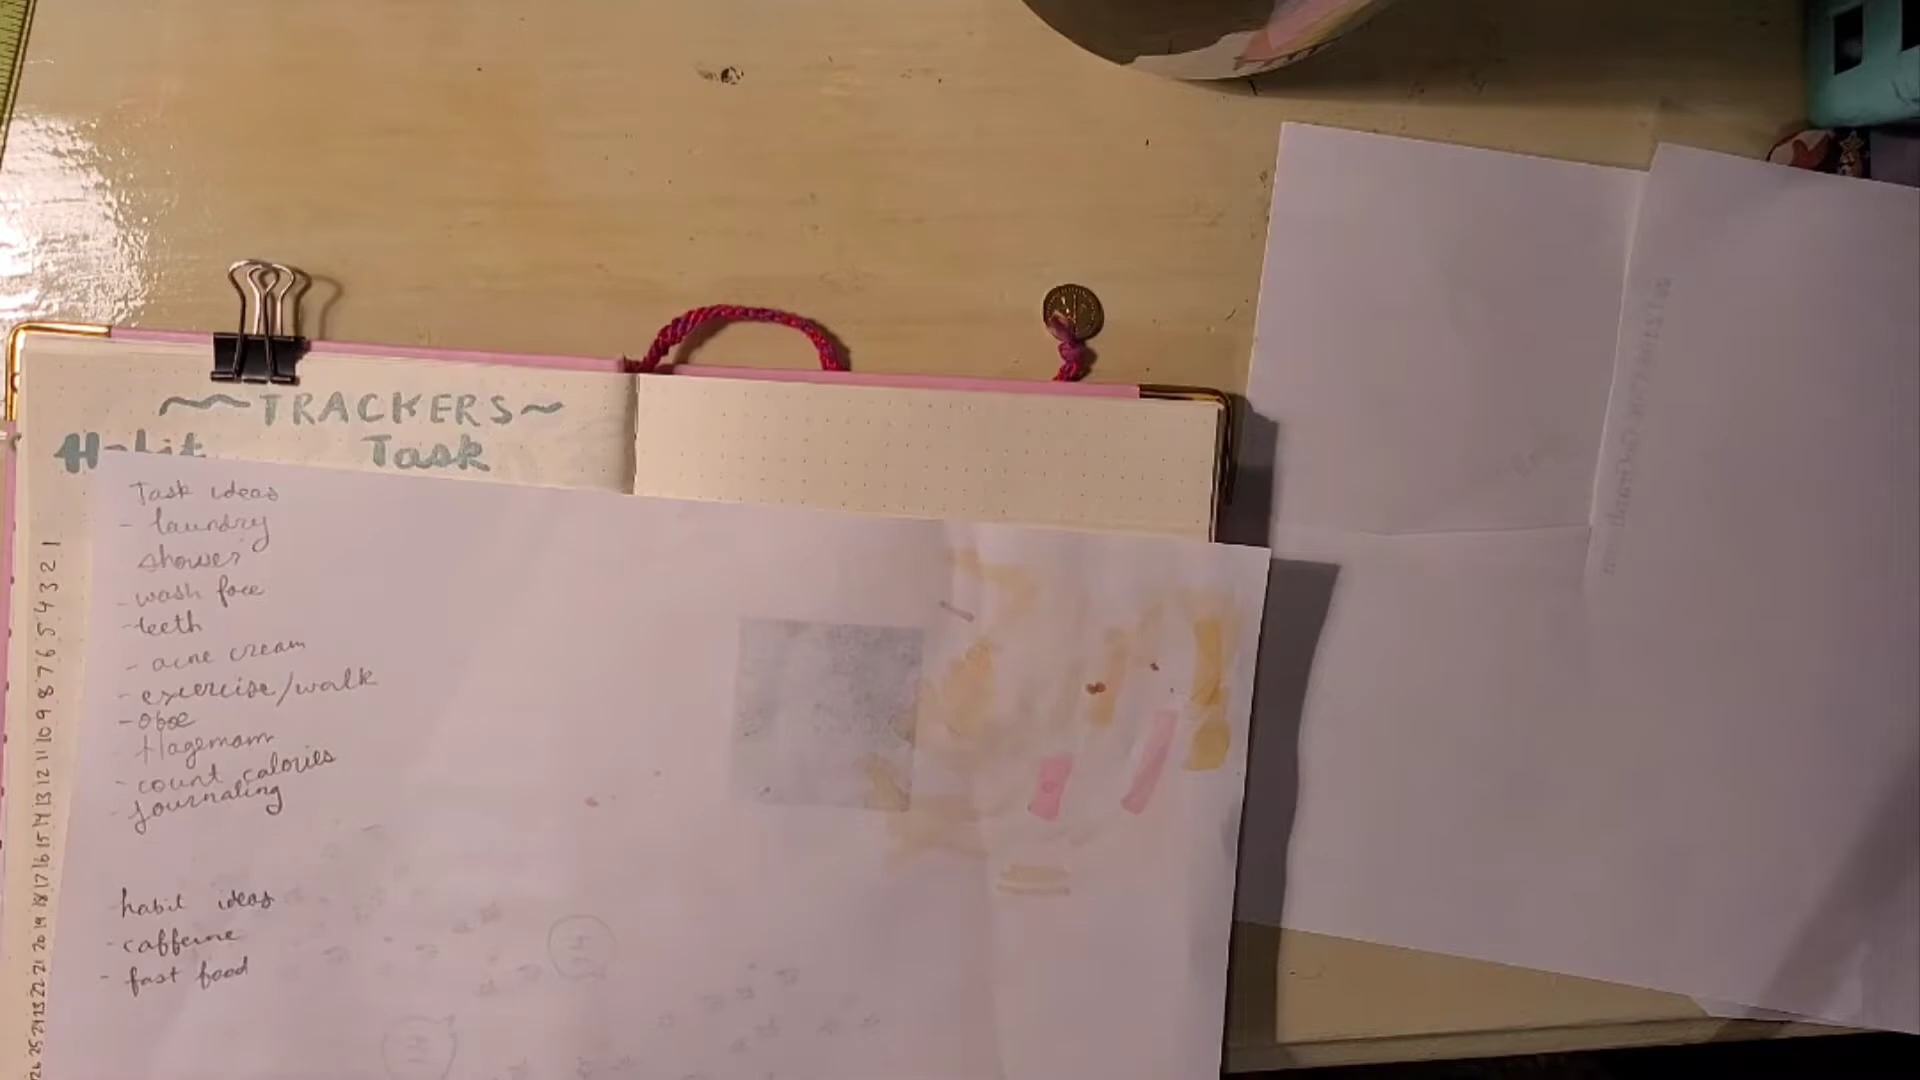 ~~TRACKERS~
Habit Task
Task ideas
- laundry
shower
- wash face
- teeth
- acne cream
- exercise/walk
- oboe
- count calories
- journaling
habit ideas
- caffeine
- fast food
1
2
3
4
5
6
7
8
9
10
11
12
13
14
15
16
17
18
19
20
21
22
23
24
25
26